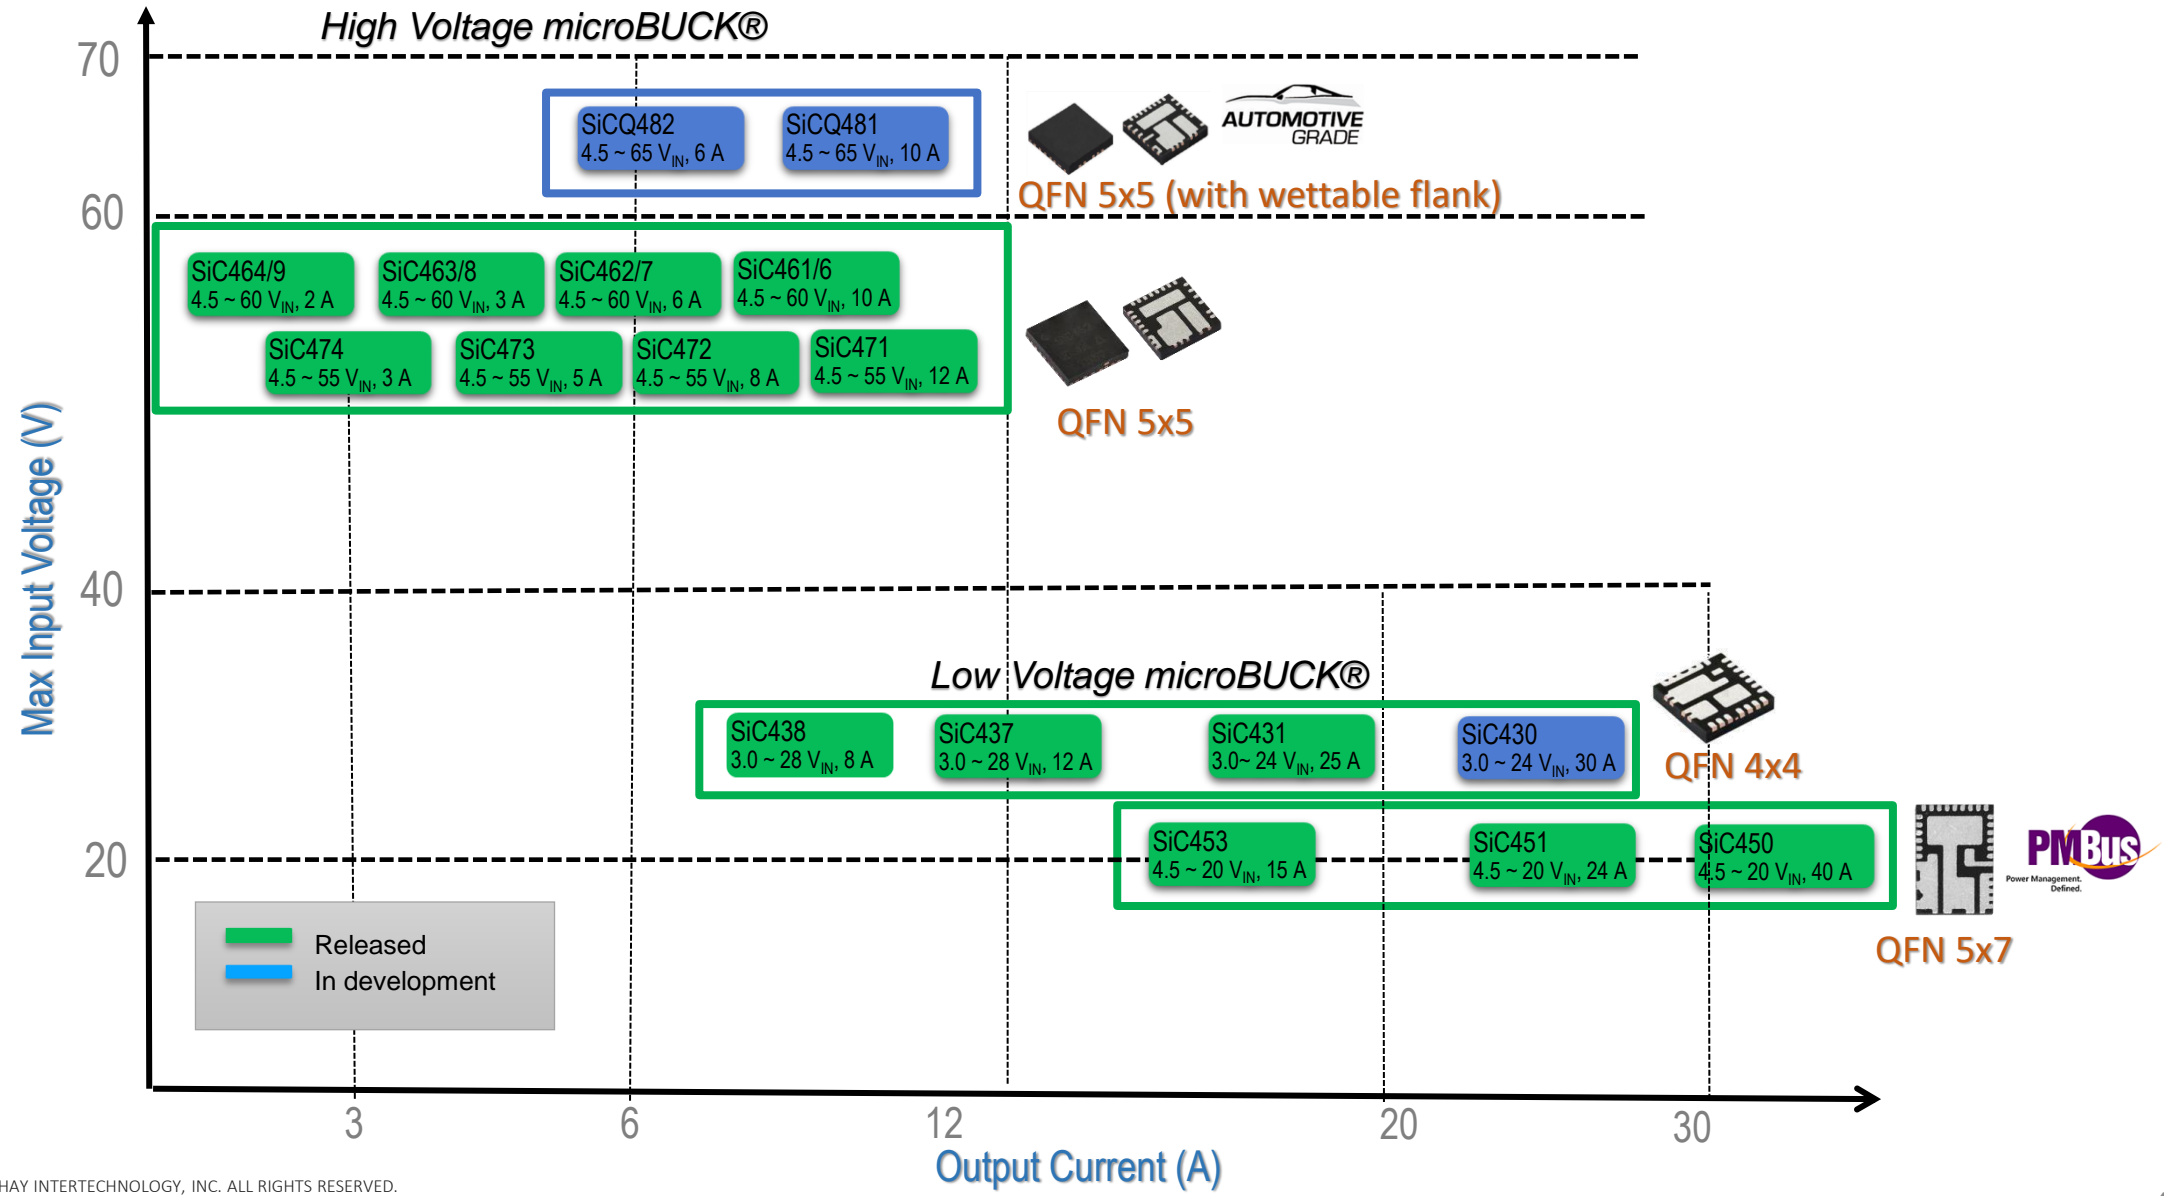 High Voltage microBUCK®
70
SiCQ482
4.5 ~ 65 VIN, 6 A
SiCQ481
4.5 ~ 65 VIN, 10 A
AUTOMOTIVE
GRADE
QFN 5x5 (with wettable flank)
60
SiC464/9
4.5 ~ 60 VIN, 2 A
SiC463/8
4.5 ~ 60 VIN, 3 A
SiC462/7
4.5 ~ 60 VIN, 6 A
SiC461/6
4.5 ~ 60 VIN, 10 A
SiC474
4.5 ~ 55 VIN, 3 A
SiC473
4.5 ~ 55 VIN, 5 A
SiC472
4.5 ~ 55 VIN, 8 A
SiC471
4.5 ~ 55 VIN, 12 A
QFN 5x5
Max Input Voltage (V)
40
Low Voltage microBUCK®
SiC438
3.0 ~ 28 VIN, 8 A
SiC437
3.0 ~ 28 VIN, 12 A
SiC431
3.0~ 24 VIN, 25 A
SiC430
3.0 ~ 24 VIN, 30 A
QFN 4x4
20
SiC453
4.5 ~ 20 VIN, 15 A
SiC451
4.5 ~ 20 VIN, 24 A
SiC450
4.5 ~ 20 VIN, 40 A
PMBus
Power Management.
Defined.
QFN 5x7
Released
In development
3
6
12
20
30
Output Current (A)
HAY INTERTECHNOLOGY, INC. ALL RIGHTS RESERVED.